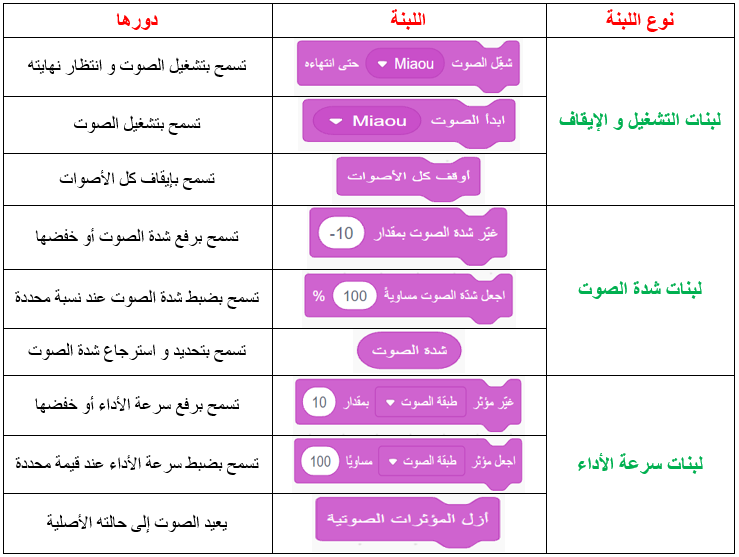 نوع اللبنة اللبنة دورها
لبنات التشغيل و الإيقاف
شغّل الصوت Miaou حتى انتهاءه تسمح بتشغيل الصوت و انتظار نهايته
ابدأ الصوت Miaou تسمح بتشغيل الصوت
أوقف كل الأصوات تسمح بإيقاف كل الأصوات
لبنات شدة الصوت
غيّر شدة الصوت بمقدار -10 تسمح برفع شدة الصوت أو خفضها
اجعل شدّة الصوت مساوية 100 % تسمح بضبط شدة الصوت عند نسبة محددة
شدة الصوت تسمح بتحديد و استرجاع شدة الصوت
لبنات سرعة الأداء
غيّر مؤثر طبقة الصوت بمقدار 10 تسمح برفع سرعة الأداء أو خفضها
اجعل مؤثر طبقة الصوت مساويًا 100 تسمح بضبط سرعة الأداء عند قيمة محددة
أزل المؤثرات الصوتية يعيد الصوت إلى حالته الأصلية